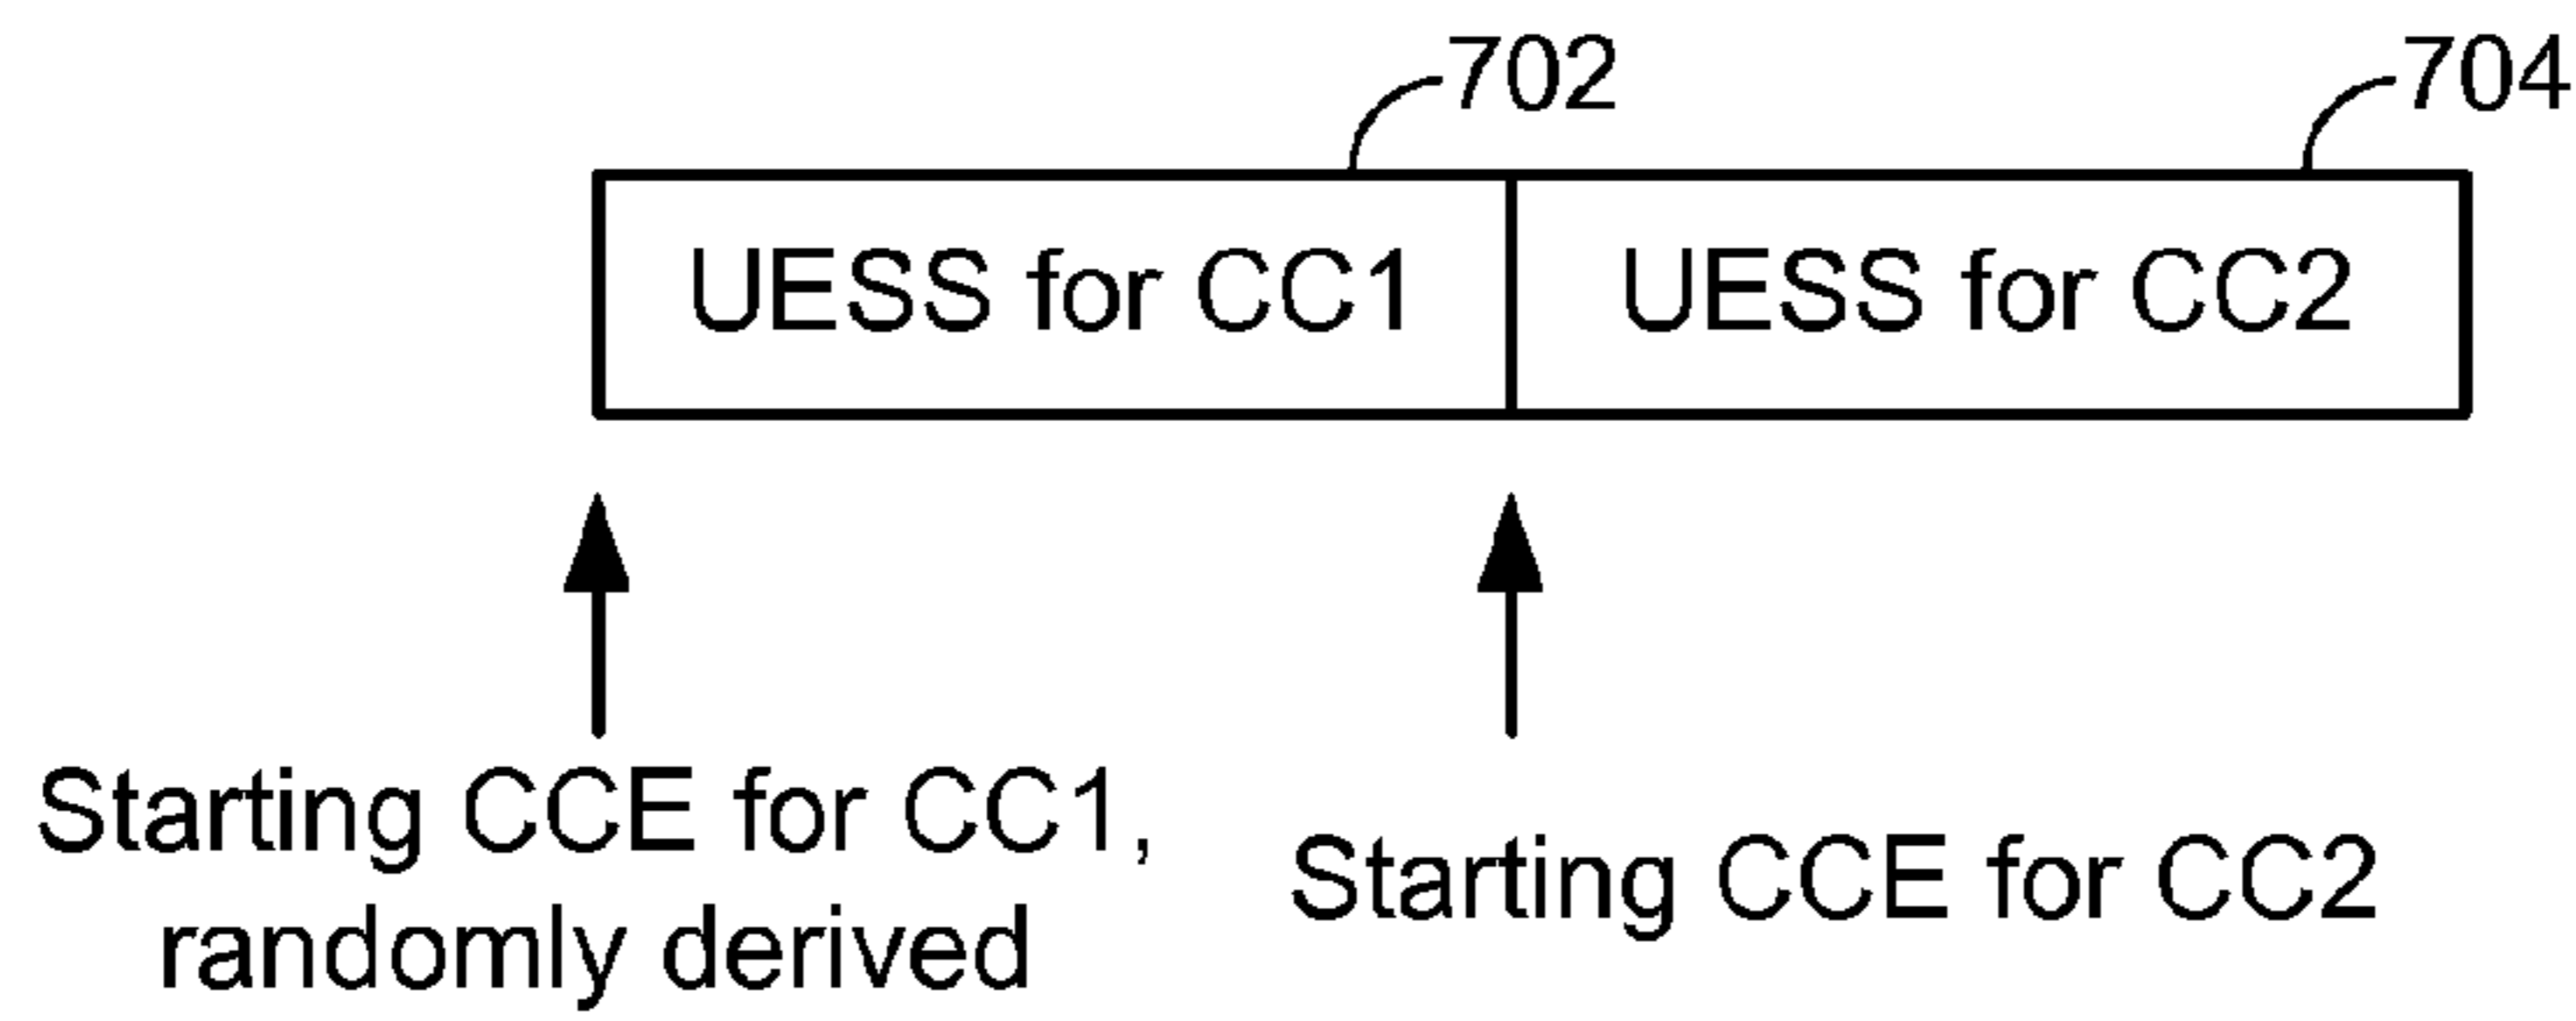 702
704
UESS for CC1
UESS for CC2
Starting CCE for CC1,
randomly derived
Starting CCE for CC2